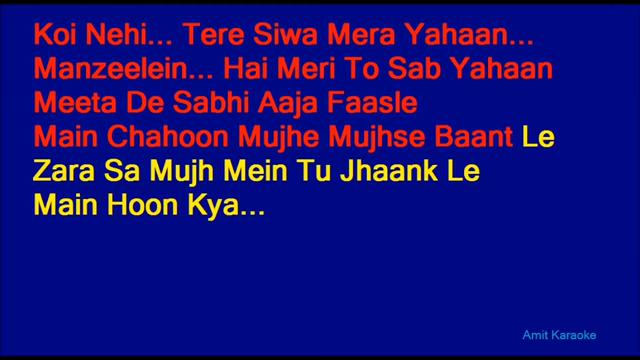 Koi Nehi... Tere Siwa Mera Yahaan...
Manzeelein... Hai Meri To Sab Yahaan
Meeta De Sabhi Aaja Faasle
Main Chahoon Mujhe Mujhse Baant Le
Zara Sa Mujh Mein Tu Jhaank Le
Main Hoon Kya...
Amit Karaoke